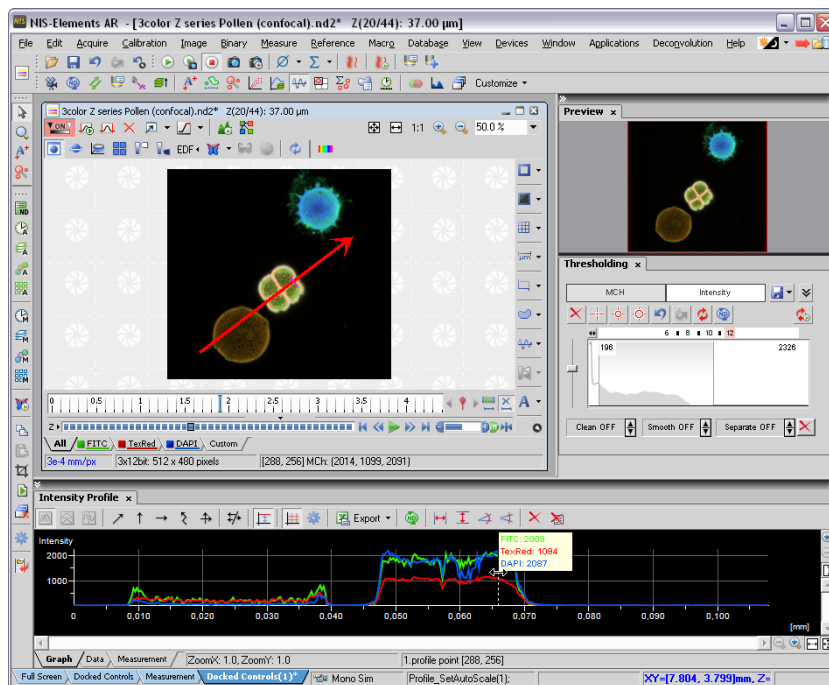 NIS-Elements AR - [3color Z series Pollen (confocal).nd2* Z(20/44): 37.00 µm]
File Edit Acquire Calibration Image Binary Measure Reference Macro Database View Devices Window Applications Deconvolution Help
Customize
3color Z series Pollen (confocal).nd2* Z(20/44): 37.00 µm
ON
1:1
50.0 %
EDF
0 0.5 1 1.5 2 2.5 3 3.5 4
Z
All FITC TexRed DAPI Custom
3e-4 mm/px 3x12bit: 512 x 480 pixels [288, 256] MCh: (2014, 1099, 2091)
Preview x
Thresholding x
MCH Intensity
6 8 10 12
196 2326
Clean OFF Smooth OFF Separate OFF
Intensity Profile x
Export
Intensity
2000
1000
FITC: 2009
TexRed: 1094
DAPI: 2087
0 0,010 0,020 0,030 0,040 0,050 0,060 0,070 0,080 0,090 0,100
[mm]
Graph Data Measurement ZoomX: 1.0, ZoomY: 1.0 1.profile point [288, 256]
Full Screen Docked Controls Measurement Docked Controls(1)* Mono Sim Profile_SetAutoScale(1); XY=[7.804, 3.799]mm, Z=